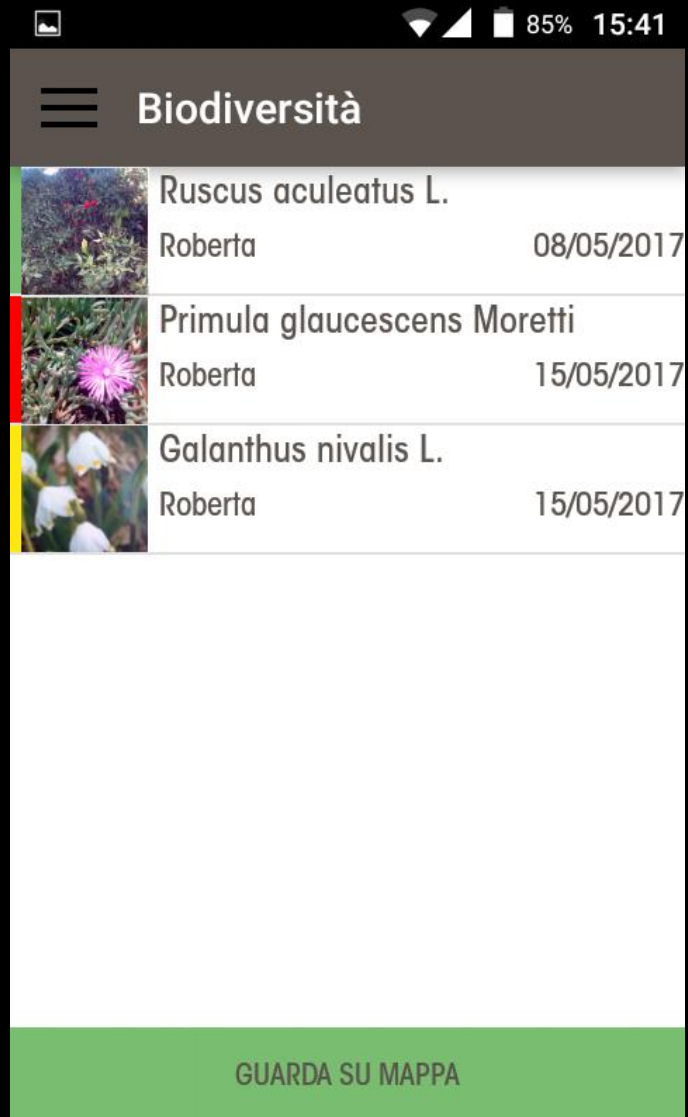 85% 15:41
Biodiversità
Ruscus aculeatus L.
Roberta 08/05/2017
Primula glaucescens Moretti
Roberta 15/05/2017
Galanthus nivalis L.
Roberta 15/05/2017
GUARDA SU MAPPA